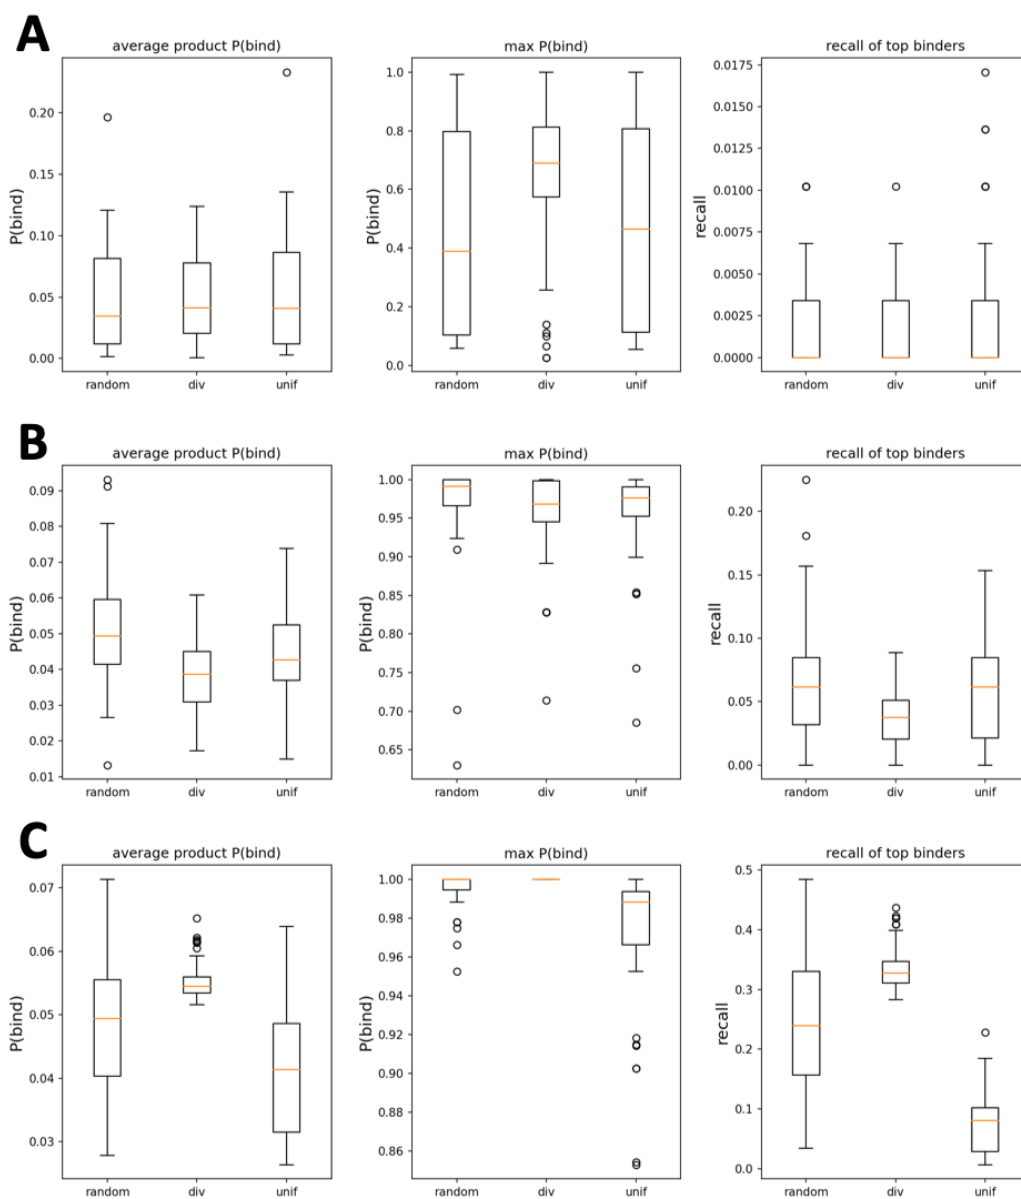 A
average product P(bind)
max P(bind)
recall of top binders
P(bind)
0.20
0.15
0.10
0.05
0.00
random
div
unif
P(bind)
1.0
0.8
0.6
0.4
0.2
0.0
random
div
unif
recall
0.0175
0.0150
0.0125
0.0100
0.0075
0.0050
0.0025
0.0000
random
div
unif
B
average product P(bind)
max P(bind)
recall of top binders
P(bind)
0.09
0.08
0.07
0.06
0.05
0.04
0.03
0.02
0.01
random
div
unif
P(bind)
1.00
0.95
0.90
0.85
0.80
0.75
0.70
0.65
random
div
unif
recall
0.20
0.15
0.10
0.05
0.00
random
div
unif
C
average product P(bind)
max P(bind)
recall of top binders
P(bind)
0.07
0.06
0.05
0.04
0.03
random
div
unif
P(bind)
1.00
0.98
0.96
0.94
0.92
0.90
0.88
0.86
random
div
unif
recall
0.5
0.4
0.3
0.2
0.1
0.0
random
div
unif